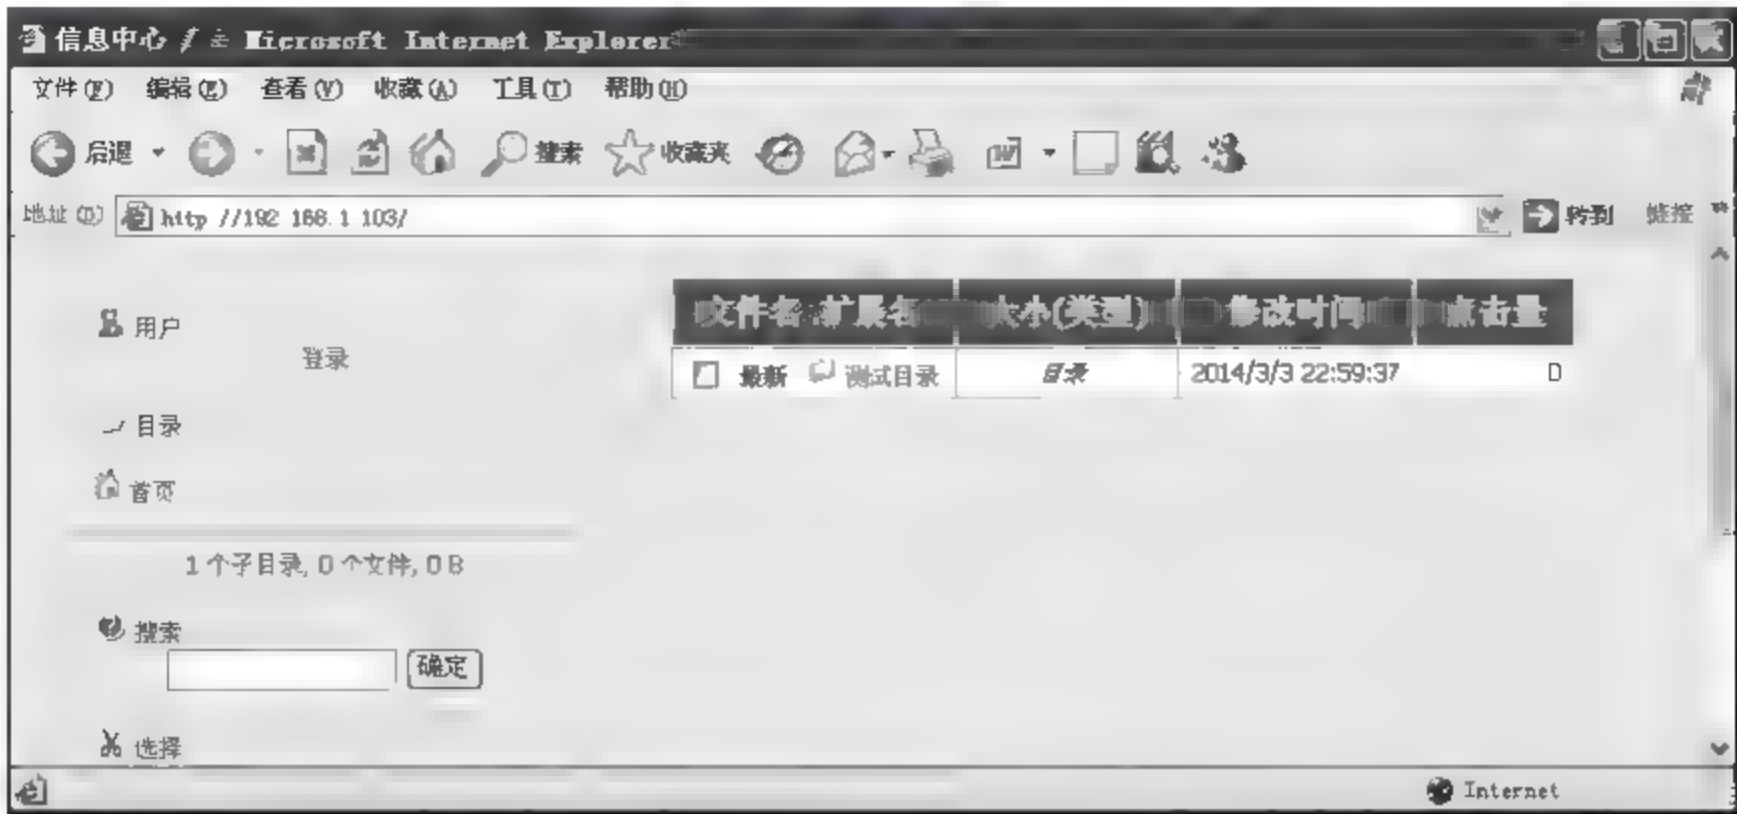 信息中心 / - Microsoft Internet Explorer
文件(F) 编辑(E) 查看(V) 收藏(A) 工具(T) 帮助(H)
后退 搜索 收藏夹
地址(D) http //192 168.1 103/ 转到 链接
文件名.扩展名 大小(类型) 修改时间 点击量
最新 测试目录 目录 2014/3/3 22:59:37 0
用户
登录
目录
首页
1 个子目录, 0 个文件, 0 B
搜索
确定
选择
Internet